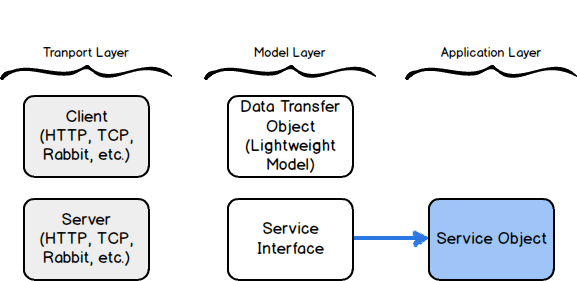 Tranport Layer
Model Layer
Application Layer
Client
(HTTP, TCP,
Rabbit, etc.)
Data Transfer
Object
(Lightweight
Model)
Server
(HTTP, TCP,
Rabbit, etc.)
Service
Interface
Service Object